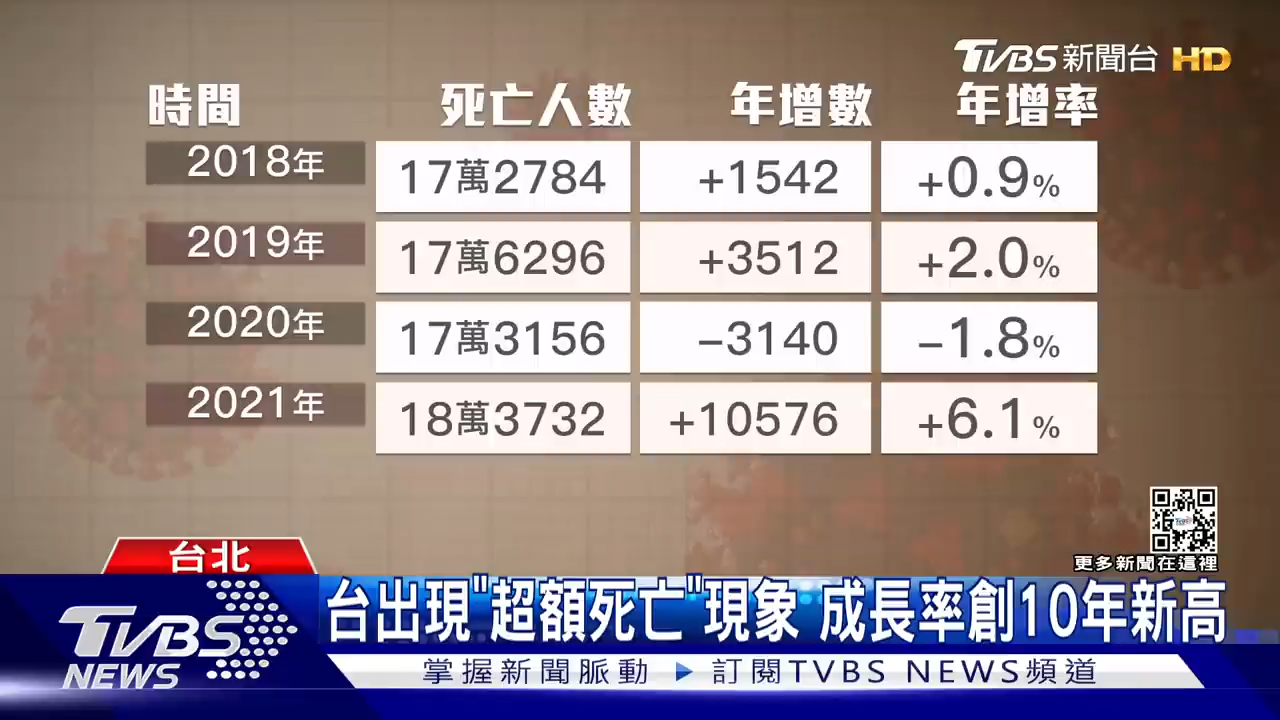 TVBS新聞台 HD
時間 死亡人數 年增數 年增率
2018年 17萬2784 +1542 +0.9%
2019年 17萬6296 +3512 +2.0%
2020年 17萬3156 -3140 -1.8%
2021年 18萬3732 +10576 +6.1%
更多新聞在這裡
台北
台出現"超額死亡"現象 成長率創10年新高
TVBS NEWS
掌握新聞脈動 ▶ 訂閱TVBS NEWS頻道